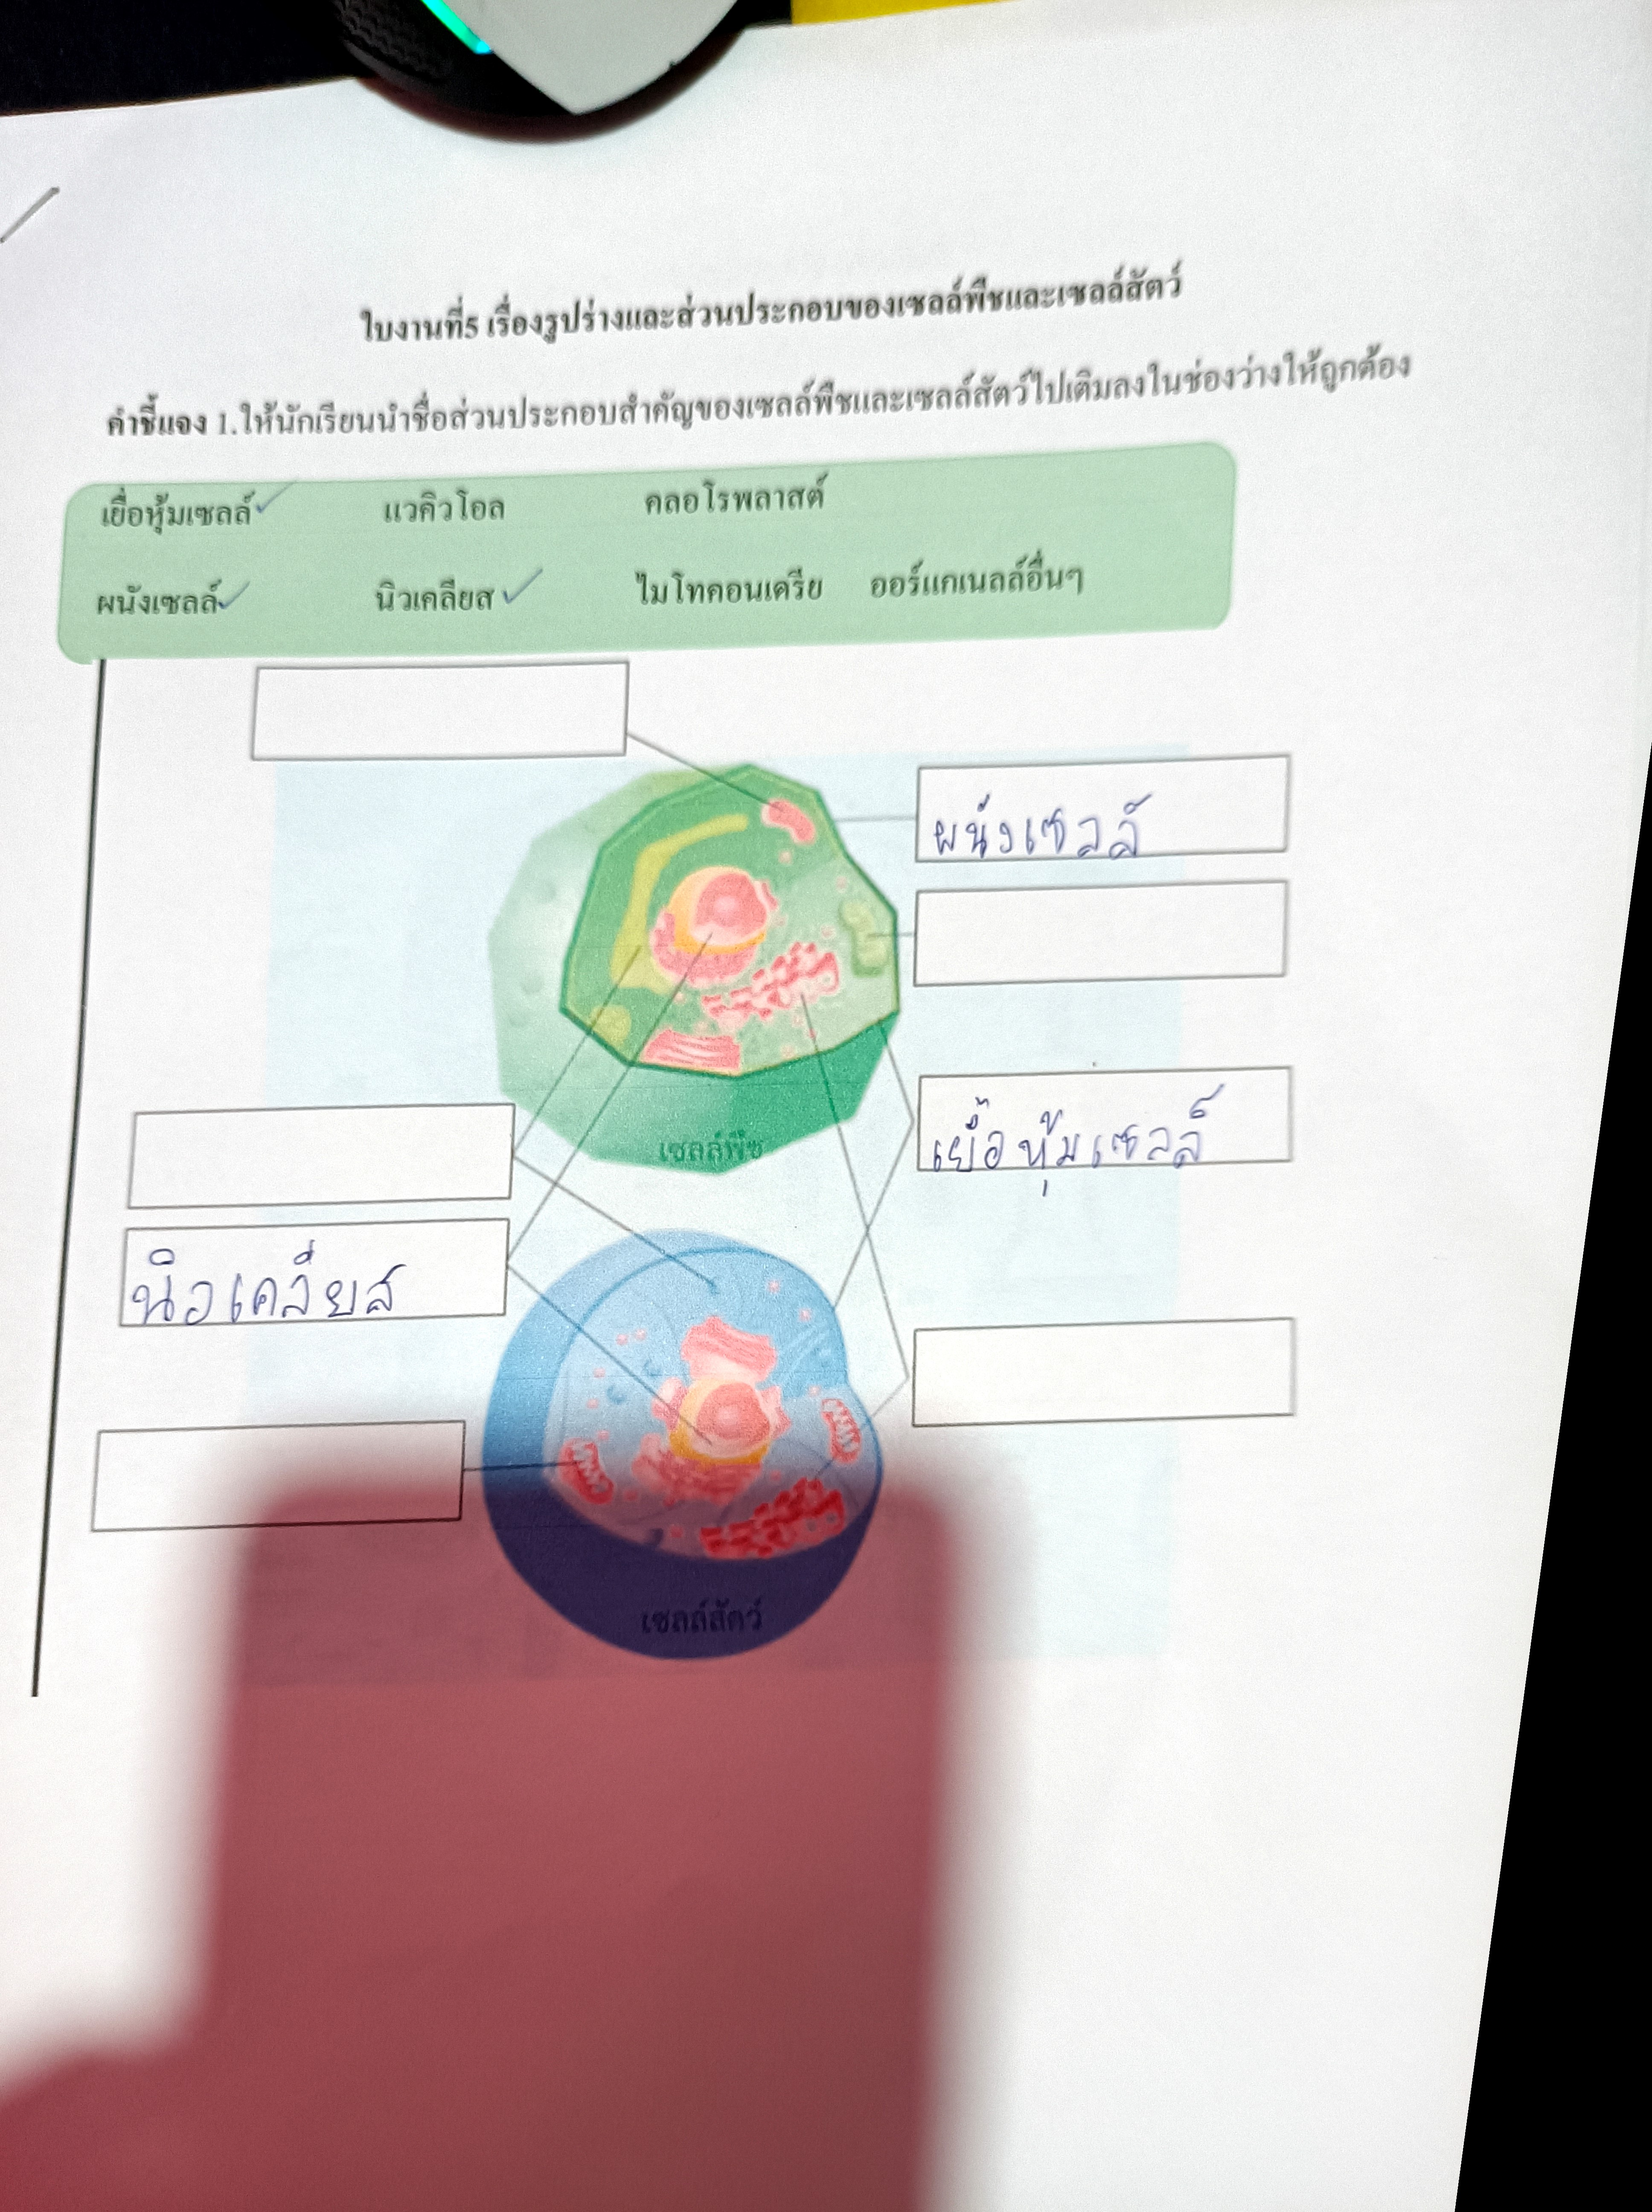 ใบงานที่5 เรื่องรูปร่างและส่วนประกอบของเซลล์พืชและเซลล์สัตว์
คำชี้แจง 1.ให้นักเรียนนำชื่อส่วนประกอบสำคัญของเซลล์พืชและเซลล์สัตว์ไปเติมลงในช่องว่างให้ถูกต้อง
เยื่อหุ้มเซลล์ แวคิวโอล คลอโรพลาสต์
ผนังเซลล์ นิวเคลียส ไมโทคอนเดรีย ออร์แกเนลล์อื่นๆ
ผนังเซลล์
เยื่อหุ้มเซลล์
เซลล์พืช
นิวเคลียส
เซลล์สัตว์